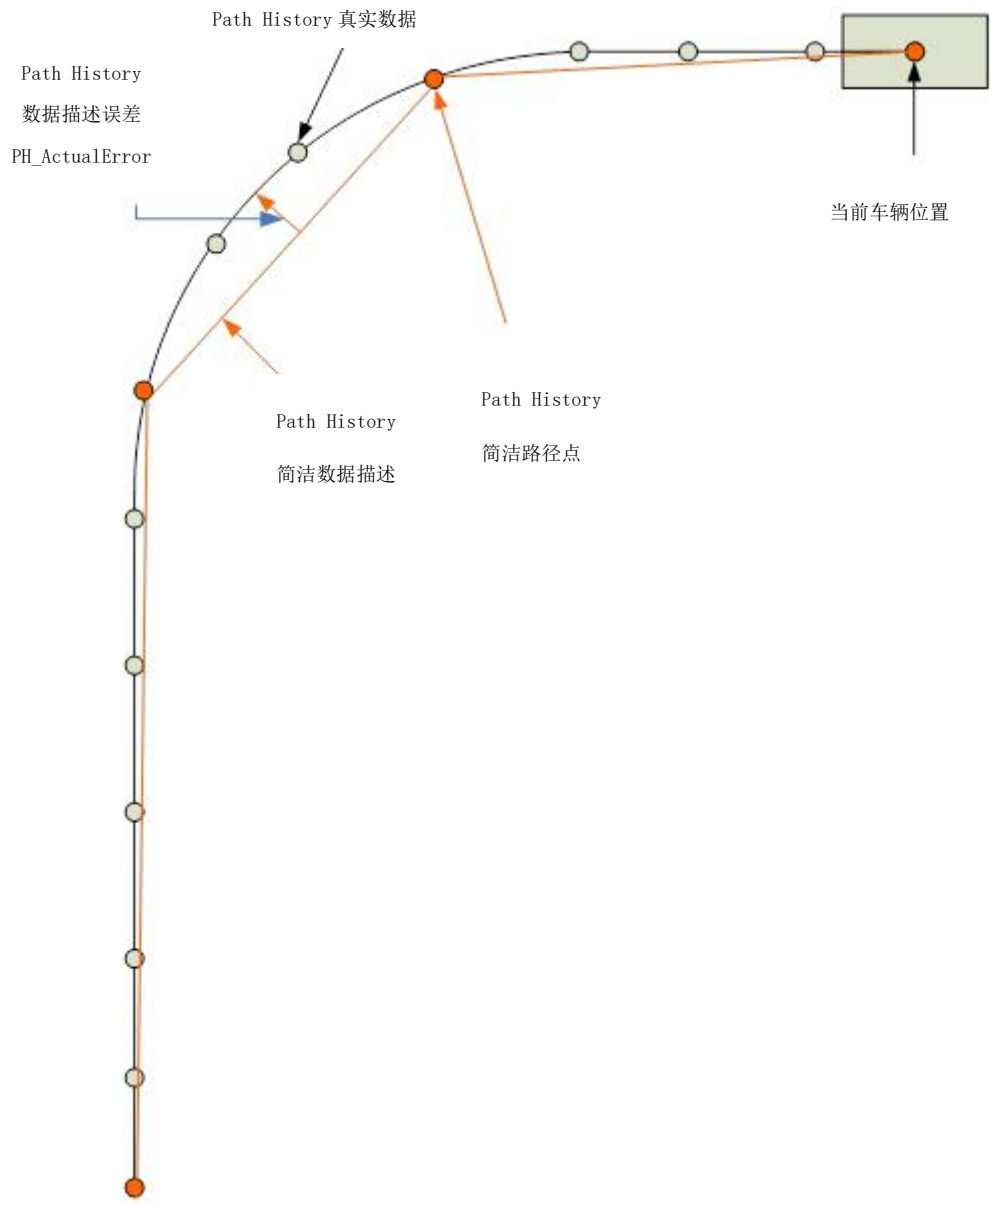 Path History 真实数据
Path History
数据描述误差
PH_ActualError
当前车辆位置
Path History
简洁路径点
Path History
简洁数据描述